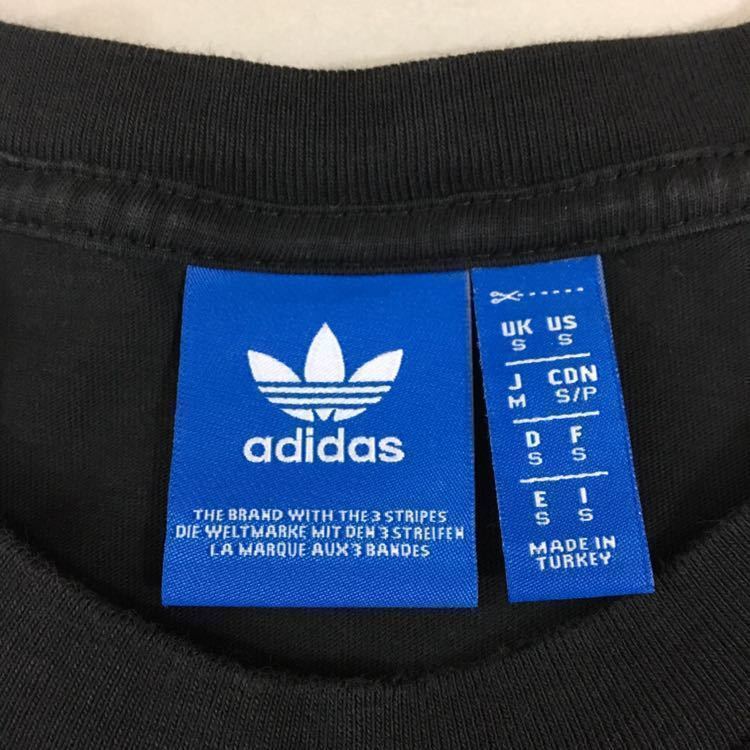 adidas
THE BRAND WITH THE 3 STRIPES
DIE WELTMARKE MIT DEN 3 STREIFEN
LA MARQUE AUX 3 BANDES
UK US
S S
J CDN
M S/P
D F
S S
E I
S S
MADE IN
TURKEY